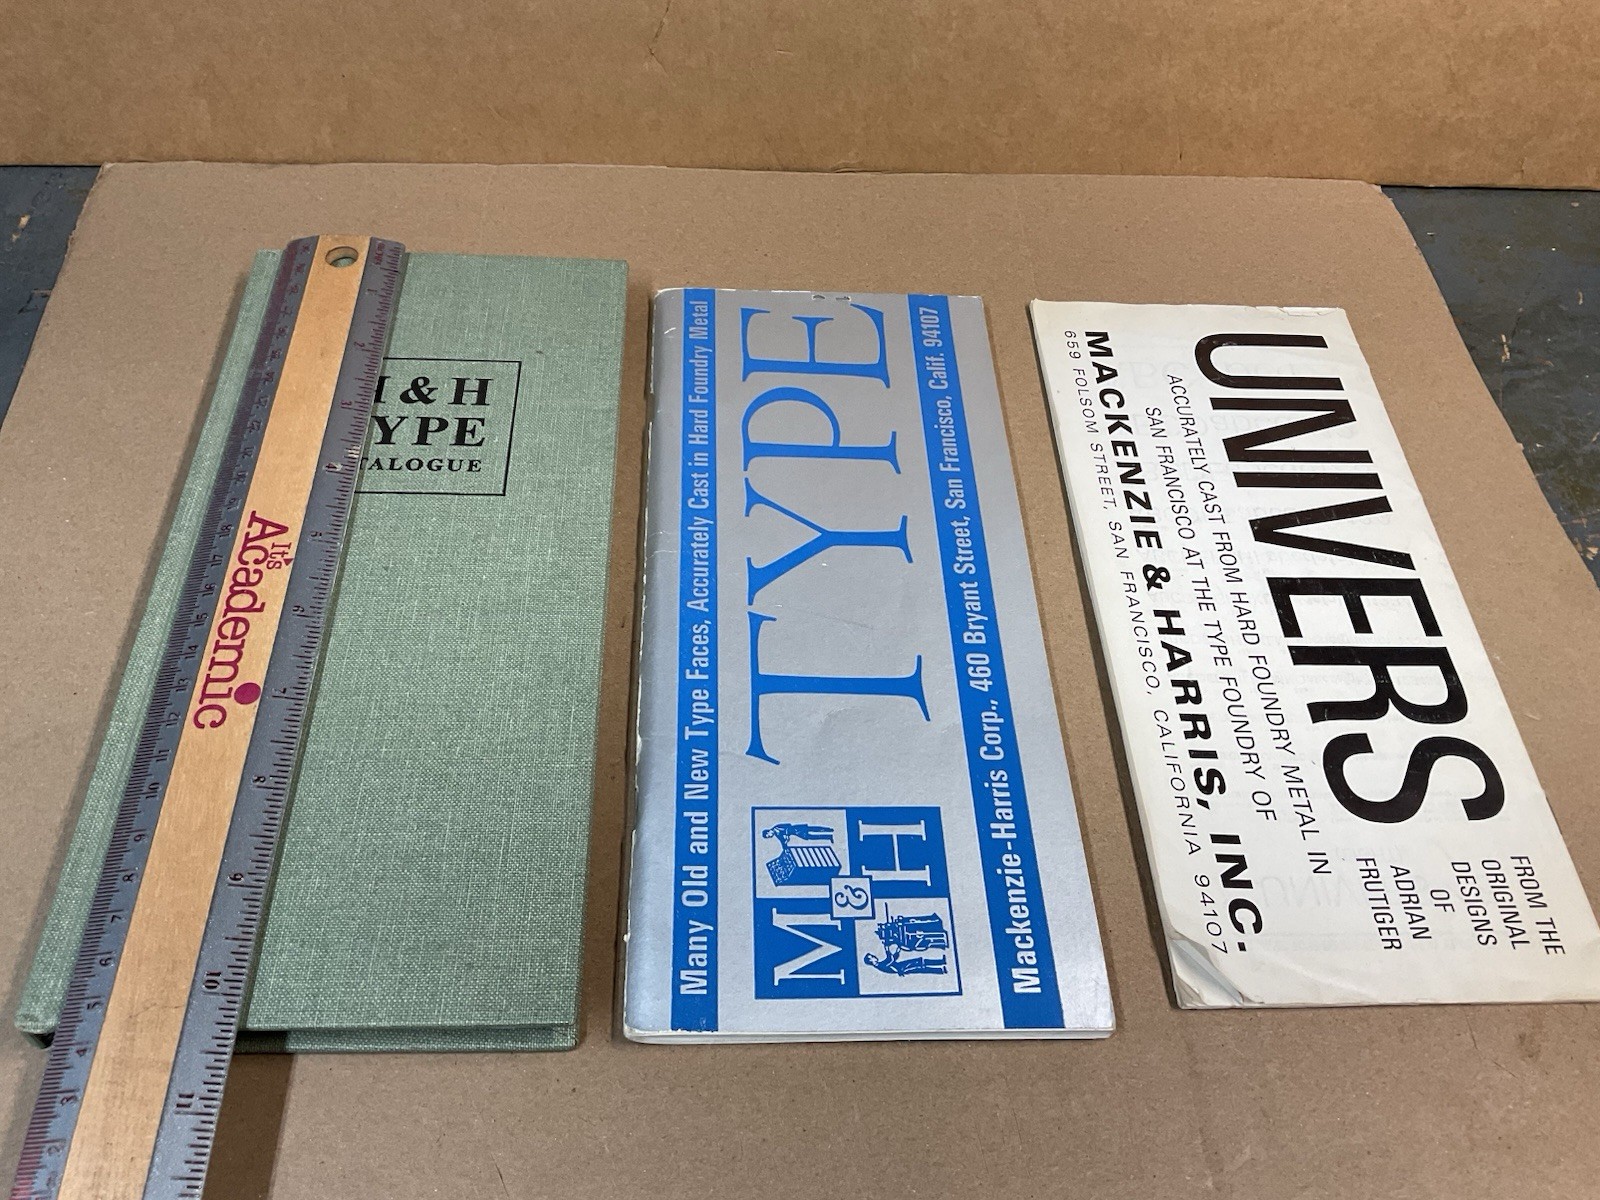 It's
Academic
& H
YPE
TALOGUE
Many Old and New Type Faces, Accurately Cast in Hard Foundry Metal
TYPE
M & H
Mackenzie-Harris Corp., 460 Bryant Street, San Francisco, Calif. 94107
UNIVERS
FROM THE
ORIGINAL
DESIGNS
OF
ADRIAN
FRUTIGER
ACCURATELY CAST FROM HARD FOUNDRY METAL IN
SAN FRANCISCO AT THE TYPE FOUNDRY OF
MACKENZIE & HARRIS, INC.
659 FOLSOM STREET, SAN FRANCISCO, CALIFORNIA 94107